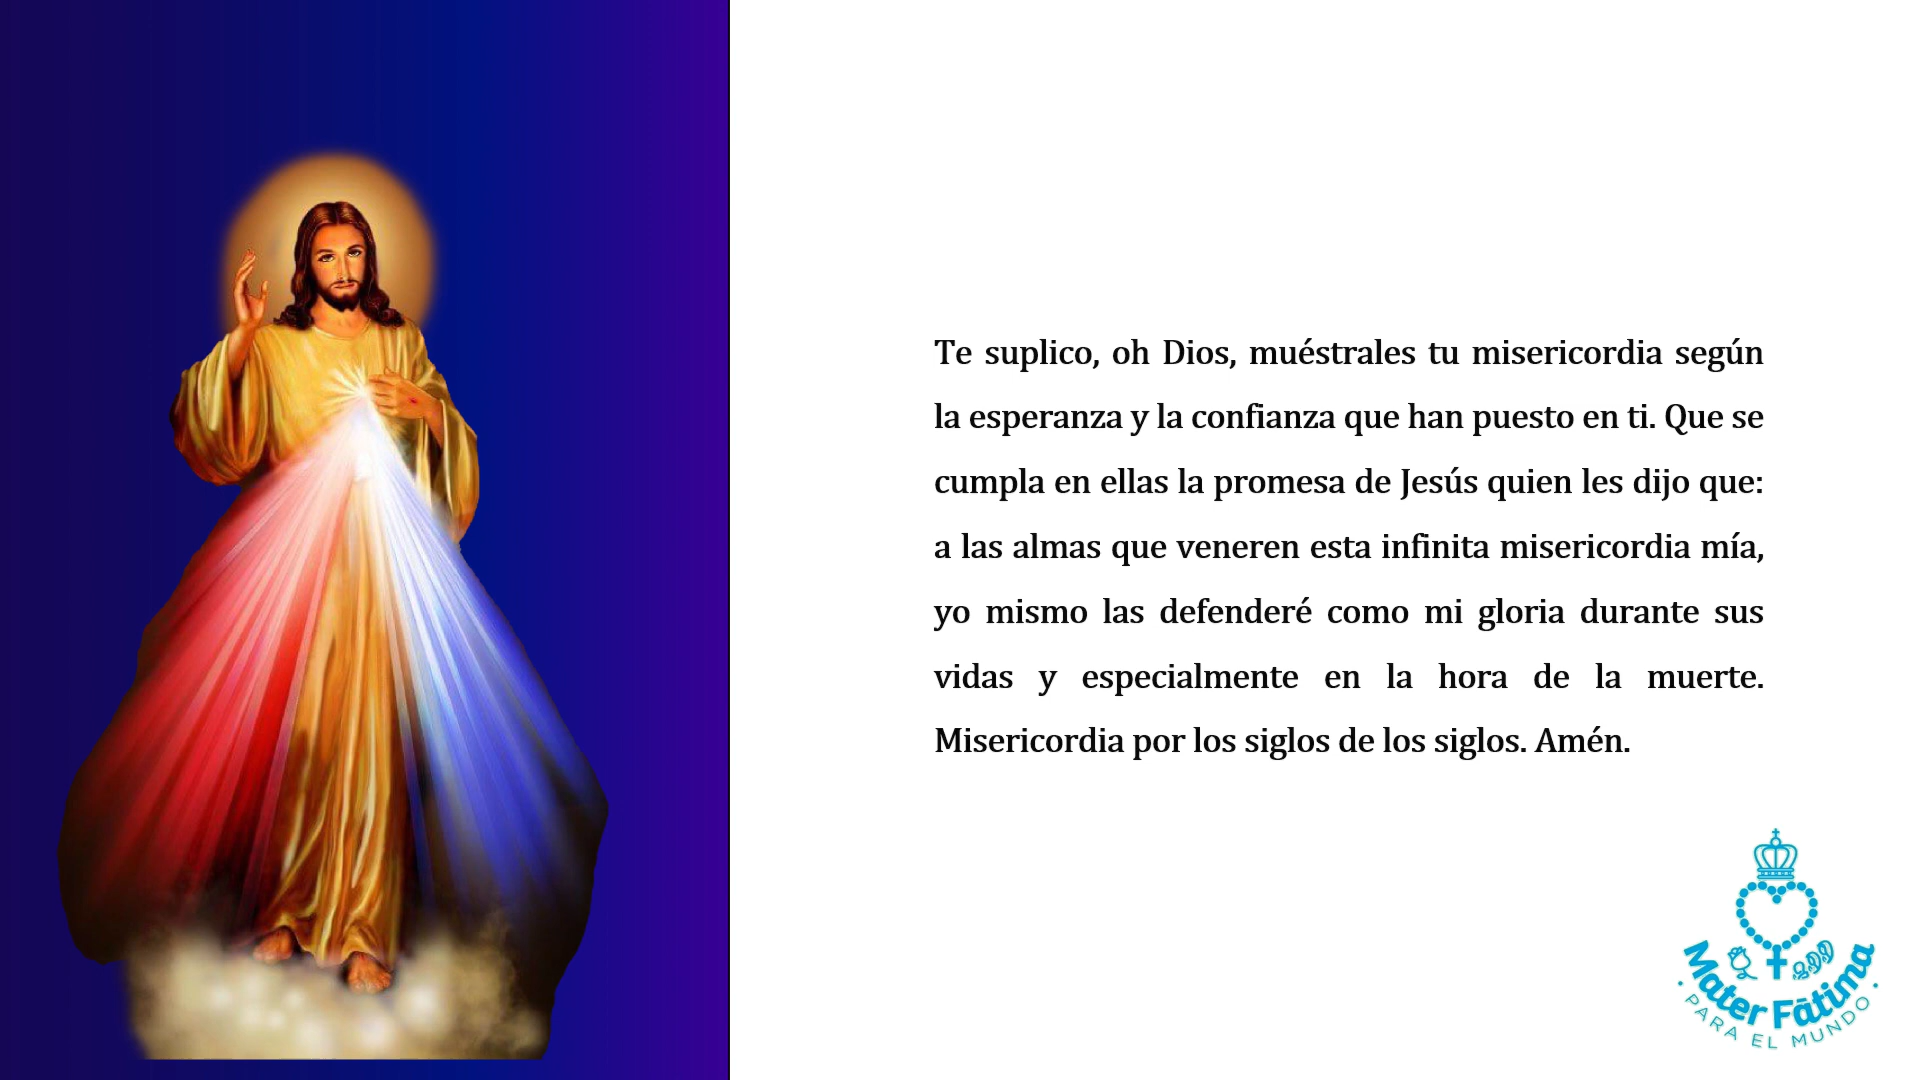 Te suplico, oh Dios, muéstrales tu misericordia según
la esperanza y la confianza que han puesto en ti. Que se
cumpla en ellas la promesa de Jesús quien les dijo que:
a las almas que veneren esta infinita misericordia mía,
yo mismo las defenderé como mi gloria durante sus
vidas y especialmente en la hora de la muerte.
Misericordia por los siglos de los siglos. Amén.
Mater Fātima
· PARA EL MUNDO ·